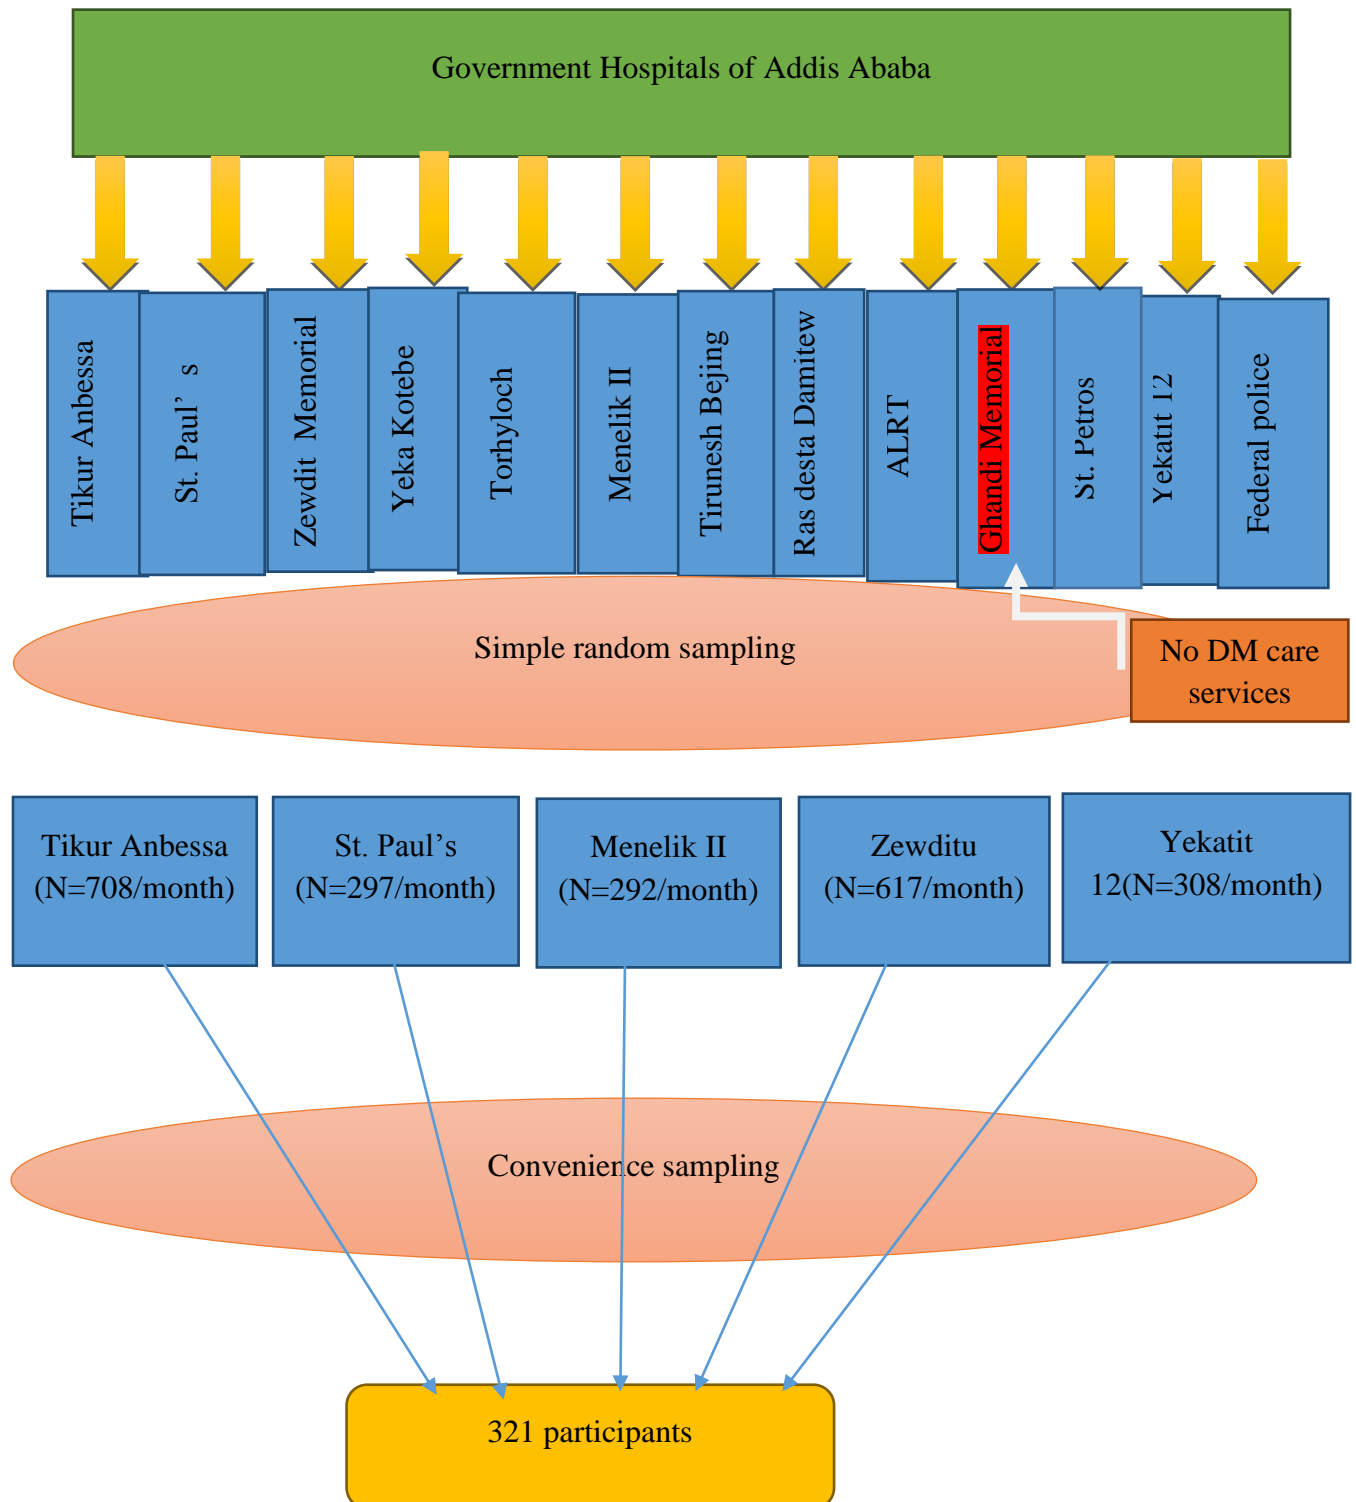 Government Hospitals of Addis Ababa
Tikur Anbessa
St. Paul’ s
Zewdit Memorial
Yeka Kotebe
Torhyloch
Menelik II
Tirunesh Bejing
Ras desta Damitew
ALRT
Ghandi Memorial
St. Petros
Yekatit 12
Federal police
Simple random sampling
No DM care
services
Tikur Anbessa
(N=708/month)
St. Paul’s
(N=297/month)
Menelik II
(N=292/month)
Zewditu
(N=617/month)
Yekatit
12(N=308/month)
Convenience sampling
321 participants